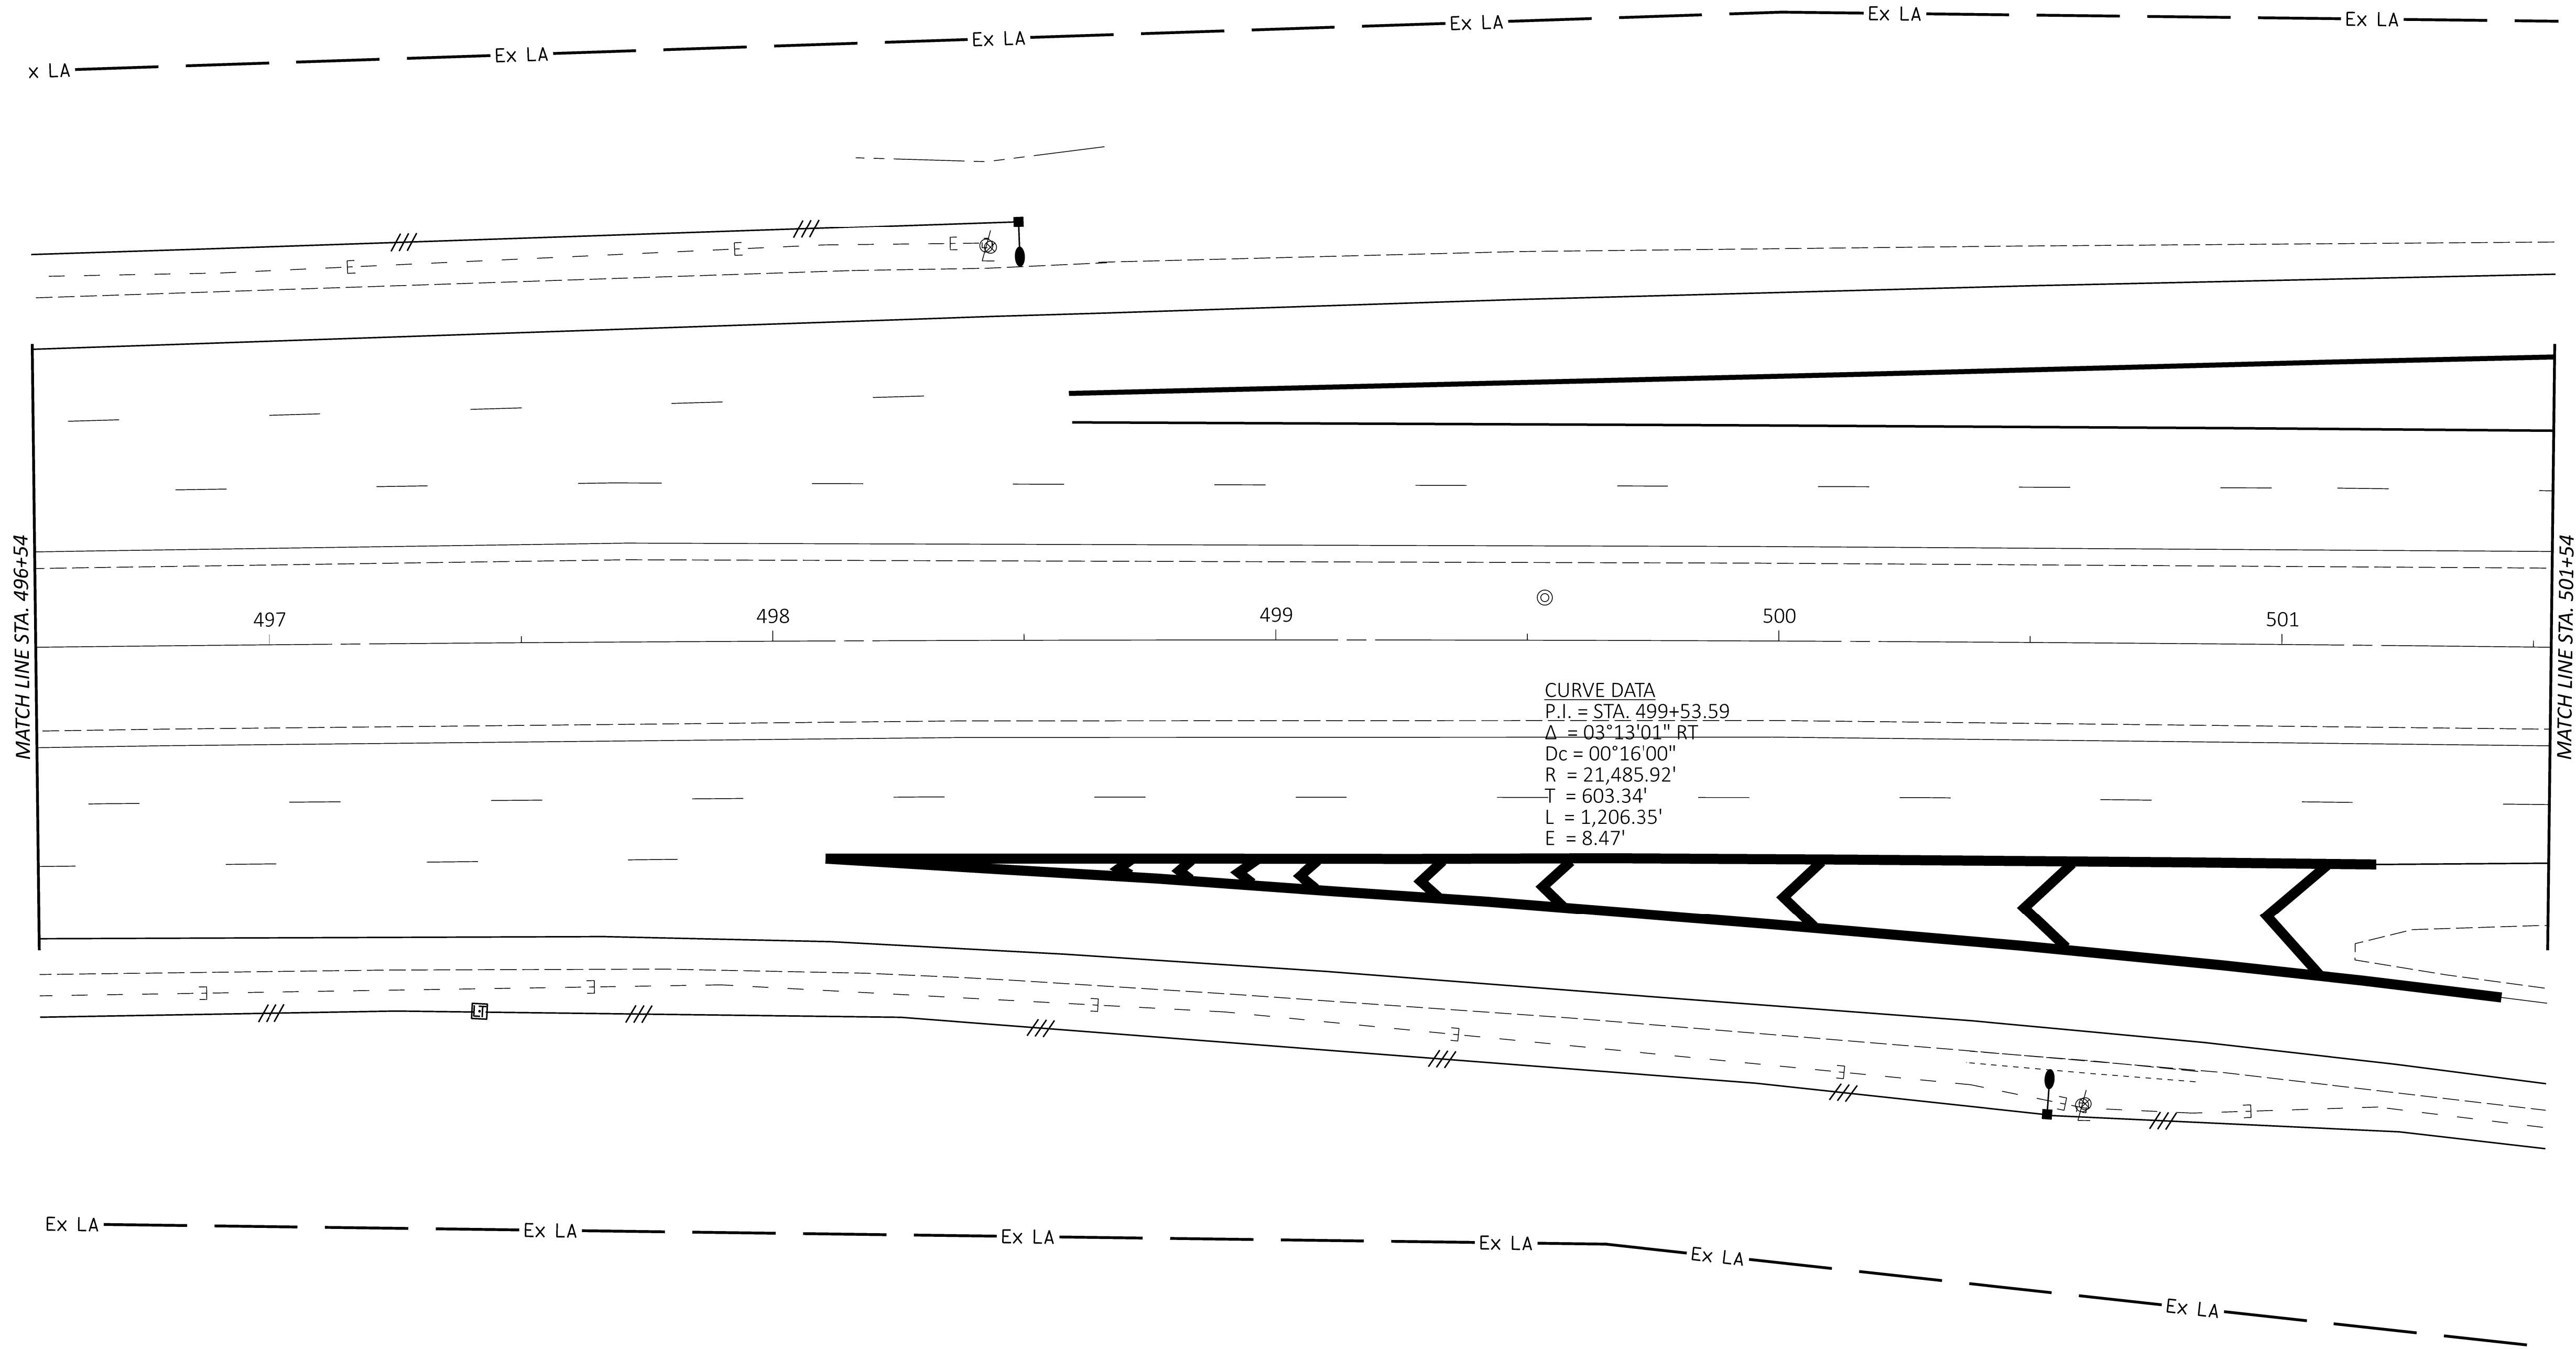 x LA
Ex LA
Ex LA
Ex LA
Ex LA
Ex LA
E
E
E
MATCH LINE STA. 496+54
MATCH LINE STA. 501+54
497
498
499
500
501
CURVE DATA
P.I. = STA. 499+53.59
Δ = 03°13'01" RT
Dc = 00°16'00"
R = 21,485.92'
T = 603.34'
L = 1,206.35'
E = 8.47'
E
E
E
E
E
E
E
LT
Ex LA
Ex LA
Ex LA
Ex LA
Ex LA
Ex LA